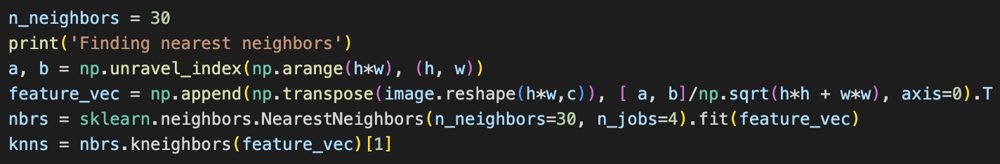 n_neighbors = 30
print('Finding nearest neighbors')
a, b = np.unravel_index(np.arange(h*w), (h, w))
feature_vec = np.append(np.transpose(image.reshape(h*w,c)), [ a, b]/np.sqrt(h*h + w*w), axis=0).T
nbrs = sklearn.neighbors.NearestNeighbors(n_neighbors=30, n_jobs=4).fit(feature_vec)
knns = nbrs.kneighbors(feature_vec)[1]